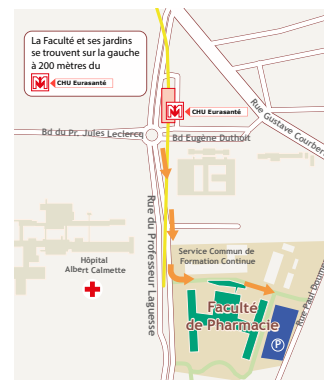 La Faculté et ses jardins
se trouvent sur la gauche
à 200 mètres du
CHU Eurasanté
CHU Eurasanté
Rue Gustave Courber
Bd du Pr. Jules Leclercq
Bd Eugène Duthoit
Rue du Professeur Laguesse
Service Commun de
Formation Continue
Hôpital
Albert Calmette
Faculté
de Pharmacie
Rue Paul Doumer
P